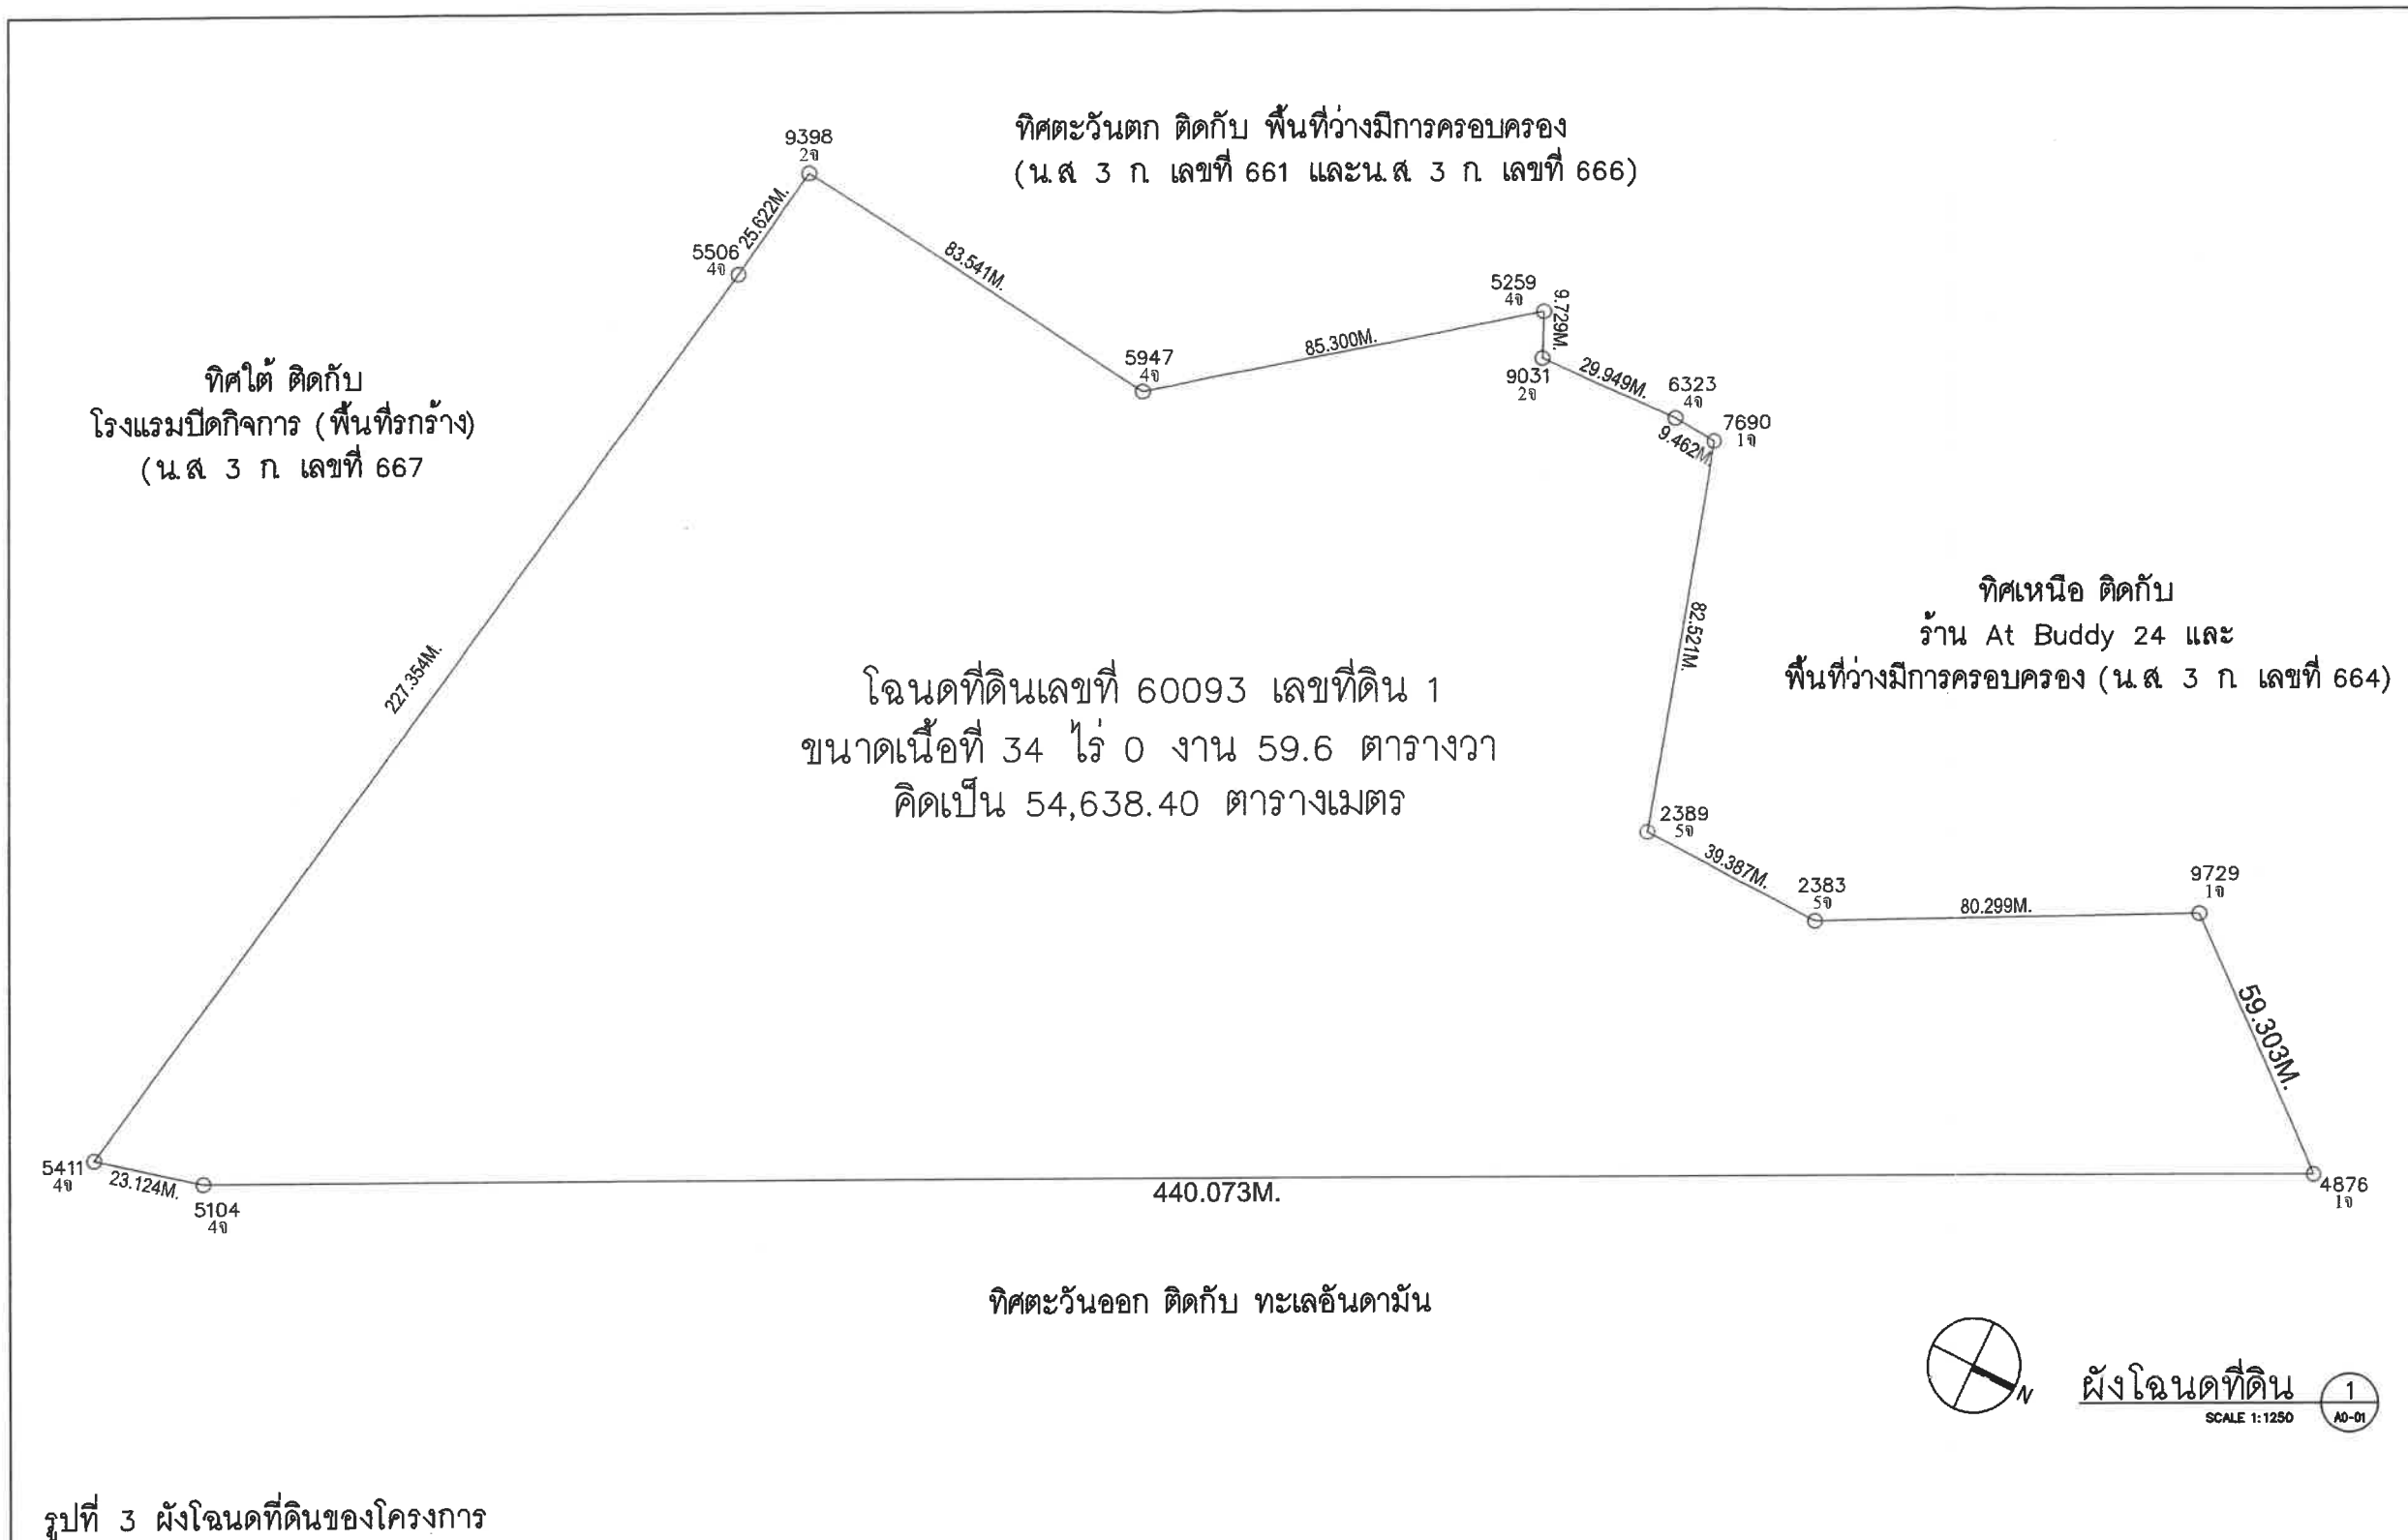 ทิศตะวันตก ติดกับ พื้นที่ว่างมีการครอบครอง
(น.ส. 3 ก. เลขที่ 661 และน.ส. 3 ก. เลขที่ 666)
9398
2จ
25.622M.
5506
4จ
83.541M.
5259
4จ
9.729M.
85.300M.
5947
4จ
9031
2จ
29.949M.
6323
4จ
7690
1จ
9.462M.
ทิศใต้ ติดกับ
โรงแรมปิดกิจการ (พื้นที่รกร้าง)
(น.ส. 3 ก. เลขที่ 667
ทิศเหนือ ติดกับ
ร้าน At Buddy 24 และ
พื้นที่ว่างมีการครอบครอง (น.ส. 3 ก. เลขที่ 664)
82.521M.
227.354M.
โฉนดที่ดินเลขที่ 60093 เลขที่ดิน 1
ขนาดเนื้อที่ 34 ไร่ 0 งาน 59.6 ตารางวา
คิดเป็น 54,638.40 ตารางเมตร
2389
5จ
39.387M.
2383
5จ
80.299M.
9729
1จ
59.303M.
5411
4จ
23.124M.
5104
4จ
440.073M.
4876
1จ
ทิศตะวันออก ติดกับ ทะเลอันดามัน
N
ผังโฉนดที่ดิน
SCALE 1:1250
1
A0-01
รูปที่ 3 ผังโฉนดที่ดินของโครงการ